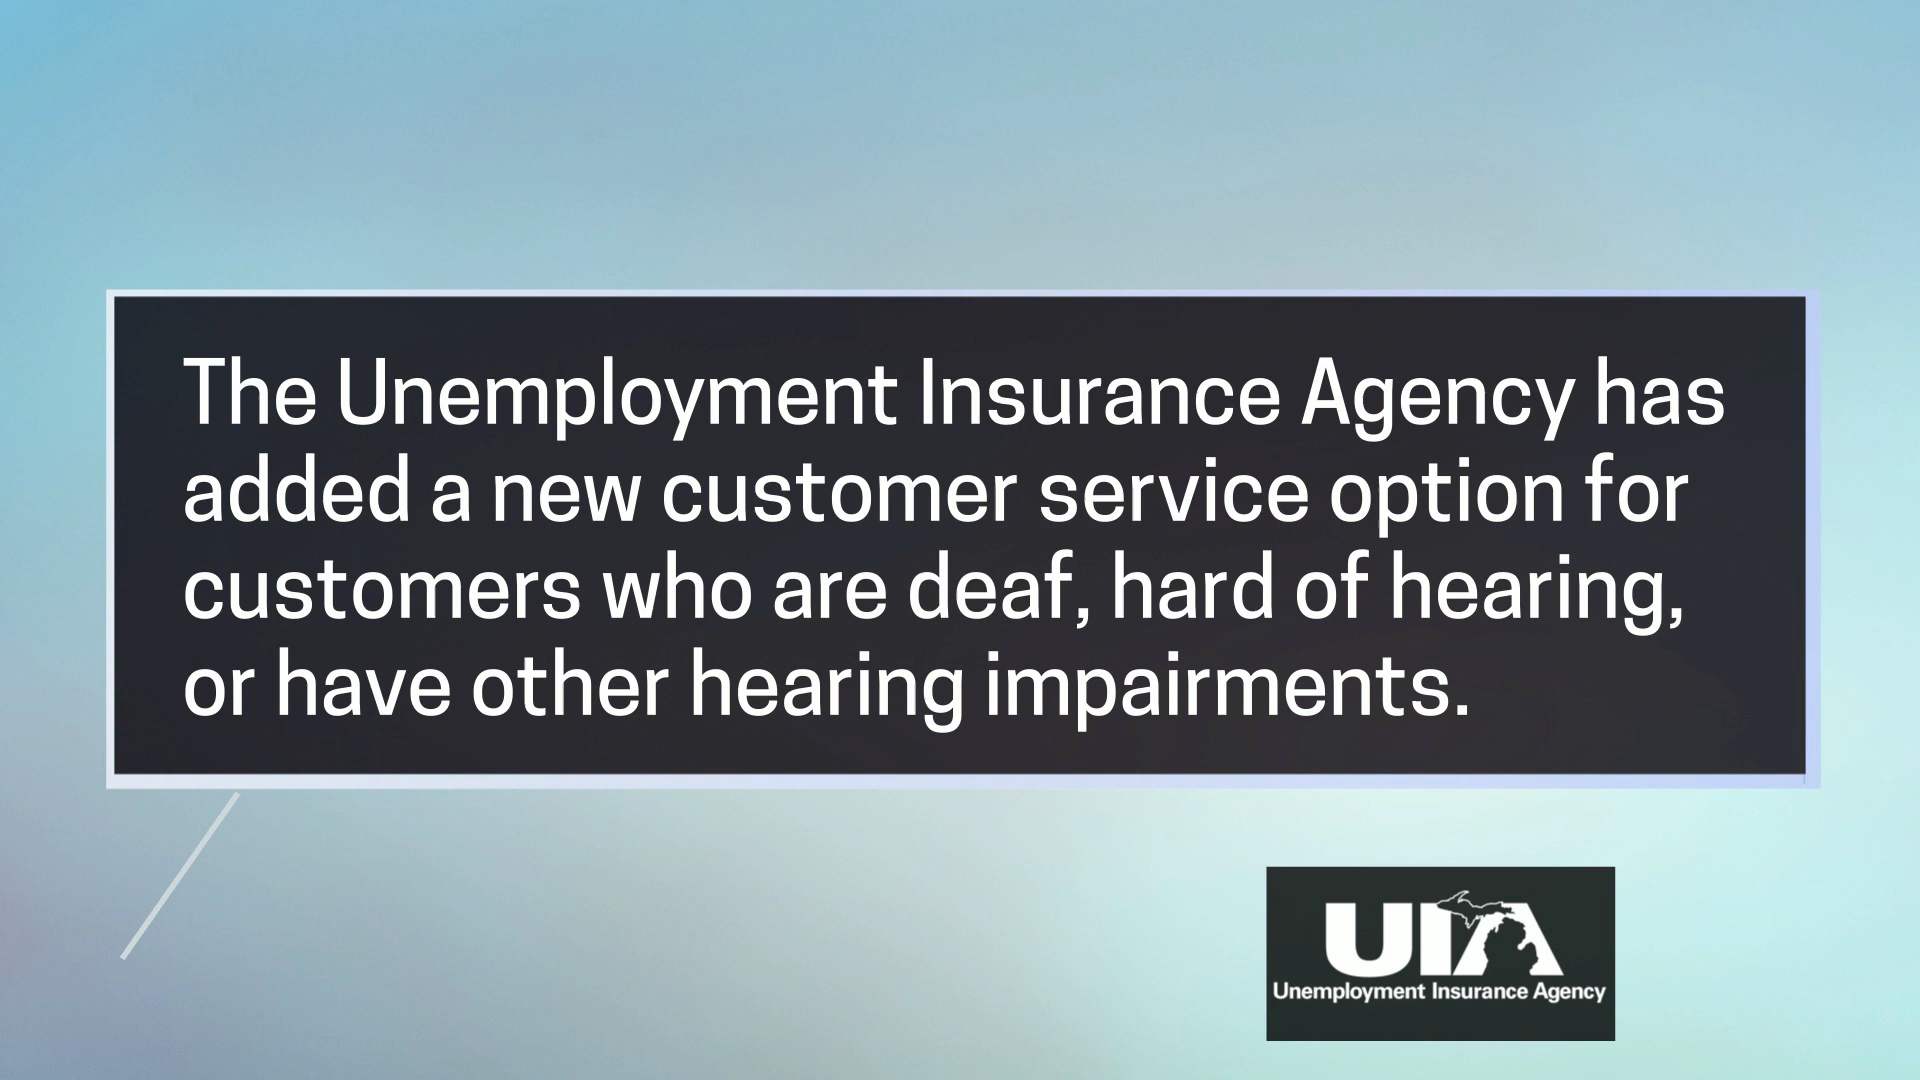 The Unemployment Insurance Agency has
added a new customer service option for
customers who are deaf, hard of hearing,
or have other hearing impairments.
UIA
Unemployment Insurance Agency